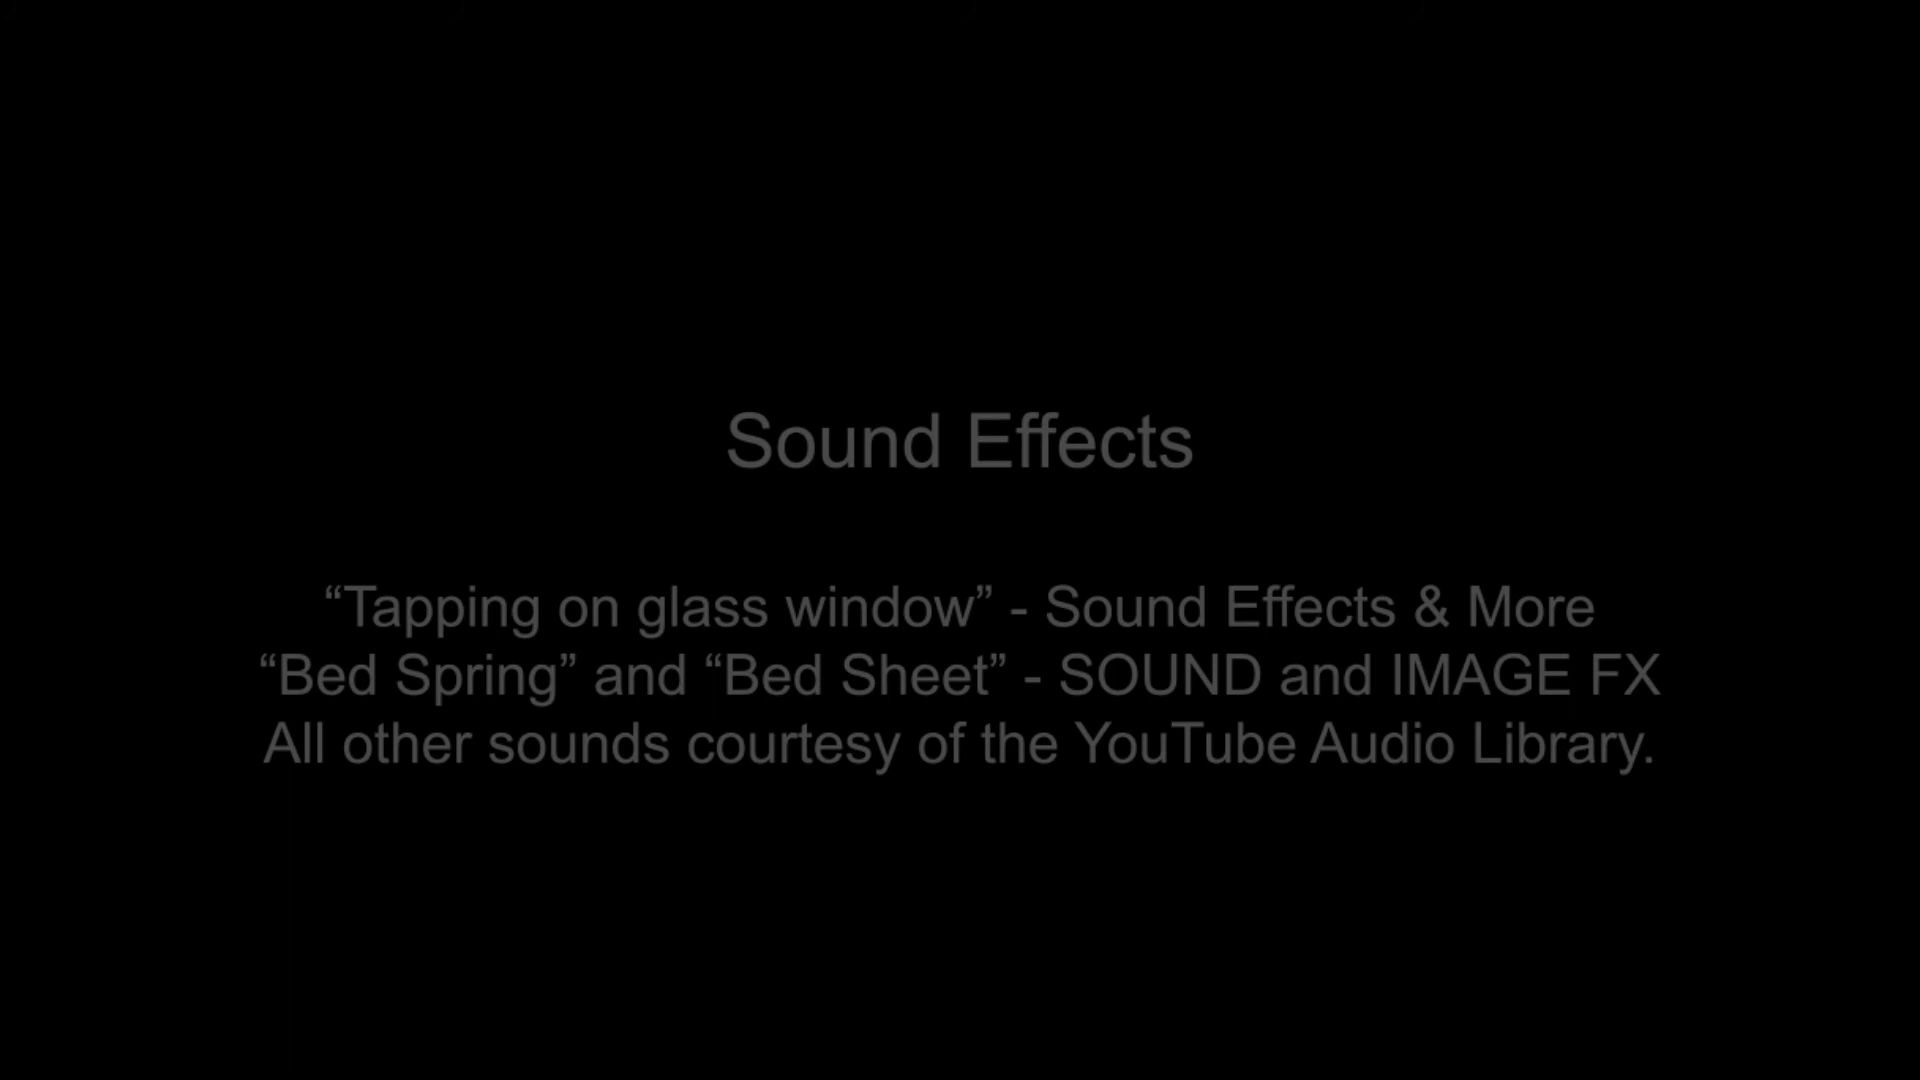 Sound Effects
“Tapping on glass window” - Sound Effects & More
“Bed Spring” and “Bed Sheet” - SOUND and IMAGE FX
All other sounds courtesy of the YouTube Audio Library.